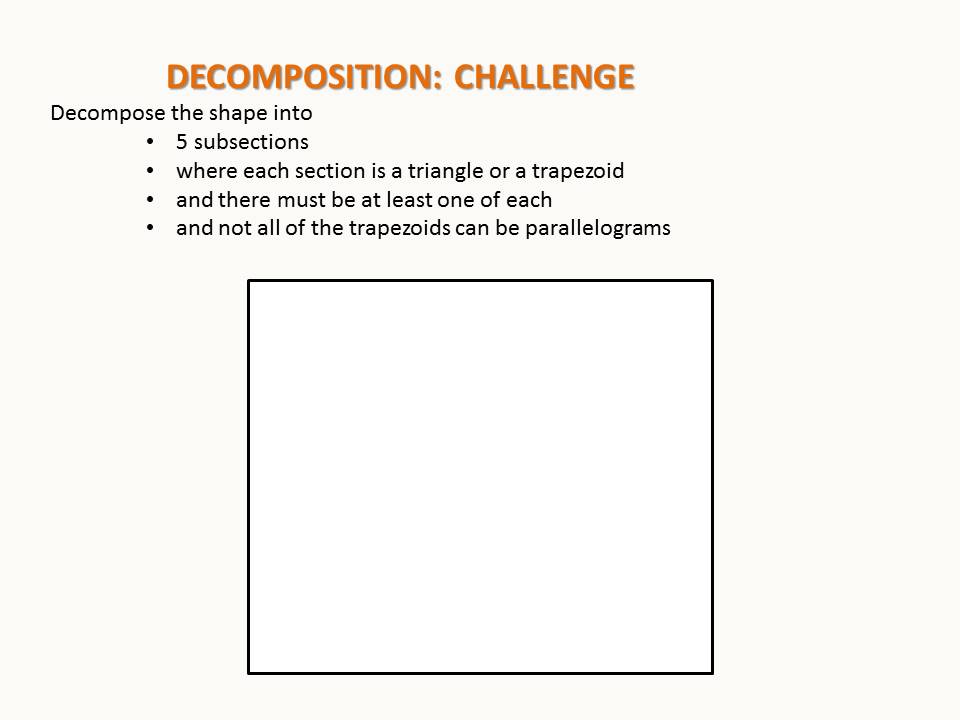 DECOMPOSITION: CHALLENGE
Decompose the shape into
• 5 subsections
• where each section is a triangle or a trapezoid
• and there must be at least one of each
• and not all of the trapezoids can be parallelograms